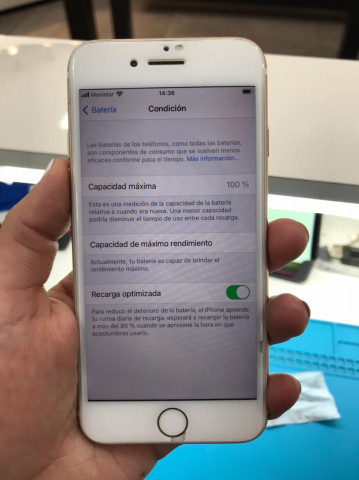 Movistar 14:36
Batería Condición
Las baterías de los teléfonos, como todas las baterías,
son componentes de consumo que se vuelven menos
eficaces conforme pasa el tiempo. Más información...
Capacidad máxima 100 %
Esta es una medición de la capacidad de la batería
relativa a cuando era nueva. Una menor capacidad
podría disminuir el tiempo de uso entre cada recarga.
Capacidad de máximo rendimiento
Actualmente, tu batería es capaz de brindar el
rendimiento máximo.
Recarga optimizada
Para reducir el deterioro de la batería, el iPhone aprende
tu rutina diaria de recarga: esperará a recargar la batería
a más del 80 % cuando se aproxime la hora en que
acostumbres usarlo.